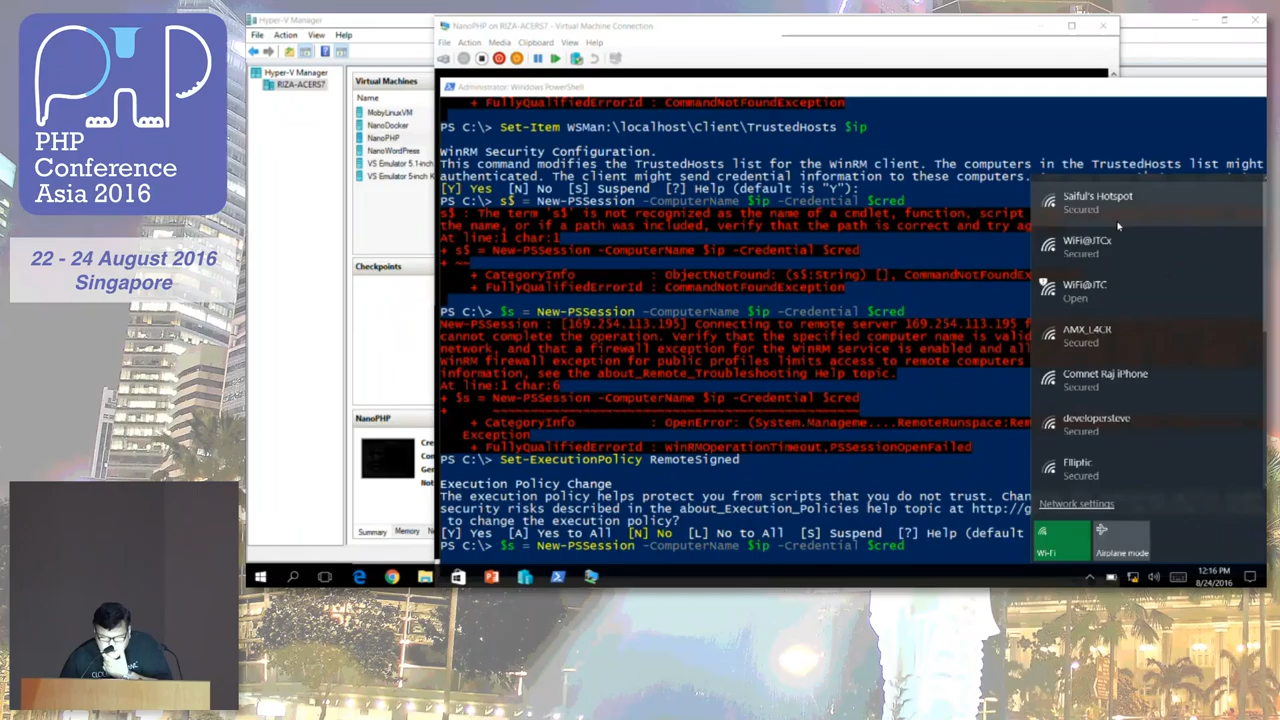 php
PHP
Conference
Asia 2016
22 - 24 August 2016
Singapore
Hyper-V Manager
File Action View Help
Hyper-V Manager
RIZA-ACERS7
Virtual Machines
Name
MobyLinuxVM
NanoDocker
NanoPHP
NanoWordPress
VS Emulator 5.1-inch
VS Emulator 5-inch K
Checkpoints
NanoPHP
Cre
Con
Gen
Not
Summary Memory N
NanoPHP on RIZA-ACERS7 - Virtual Machine Connection
File Action Media Clipboard View Help
Administrator: Windows PowerShell
+ FullyQualifiedErrorId : CommandNotFoundException
PS C:\> Set-Item WSMan:\localhost\Client\TrustedHosts $ip
WinRM Security Configuration.
This command modifies the TrustedHosts list for the WinRM client. The computers in the TrustedHosts list might
authenticated. The client might send credential information to these computers.
[Y] Yes [N] No [S] Suspend [?] Help (default is "Y"):
PS C:\> s$ = New-PSSession -ComputerName $ip -Credential $cred
s$ : The term 's$' is not recognized as the name of a cmdlet, function, script
the name, or if a path was included, verify that the path is correct and try ag
At line:1 char:1
+ s$ = New-PSSession -ComputerName $ip -Credential $cred
+ ~~
+ CategoryInfo : ObjectNotFound: (s$:String) [], CommandNotFoundEx
+ FullyQualifiedErrorId : CommandNotFoundException
PS C:\> $s = New-PSSession -ComputerName $ip -Credential $cred
New-PSSession : [169.254.113.195] Connecting to remote server 169.254.113.195 f
cannot complete the operation. Verify that the specified computer name is valid
network, and that a firewall exception for the WinRM service is enabled and all
WinRM firewall exception for public profiles limits access to remote computers
information, see the about_Remote_Troubleshooting Help topic.
At line:1 char:6
+ $s = New-PSSession -ComputerName $ip -Credential $cred
+ ~~~~~~~~~~~~~~~~~~~~~~~~~~~~~~~~~~~~~~~~~~~~~~~~~
+ CategoryInfo : OpenError: (System.Manageme....RemoteRunspace:Rem
Exception
+ FullyQualifiedErrorId : WinRMOperationTimeout,PSSessionOpenFailed
PS C:\> Set-ExecutionPolicy RemoteSigned
Execution Policy Change
The execution policy helps protect you from scripts that you do not trust. Chan
security risks described in the about_Execution_Policies help topic at http://g
to change the execution policy?
[Y] Yes [A] Yes to All [N] No [L] No to All [S] Suspend [?] Help (default
PS C:\> $s = New-PSSession -ComputerName $ip -Credential $cred
Saiful's Hotspot
Secured
WiFi@JTCx
Secured
WiFi@JTC
Open
AMX_L4CR
Secured
Comnet Raj iPhone
Secured
developersteve
Secured
Elliptic
Secured
Network settings
Wi-Fi
Airplane mode
12:16 PM
8/24/2016